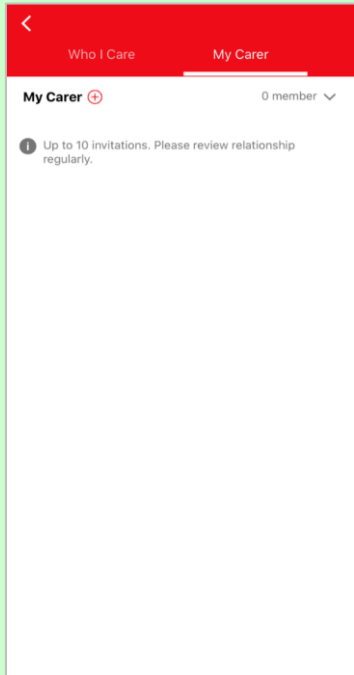 Who I Care My Carer
My Carer 0 member
Up to 10 invitations. Please review relationship
regularly.